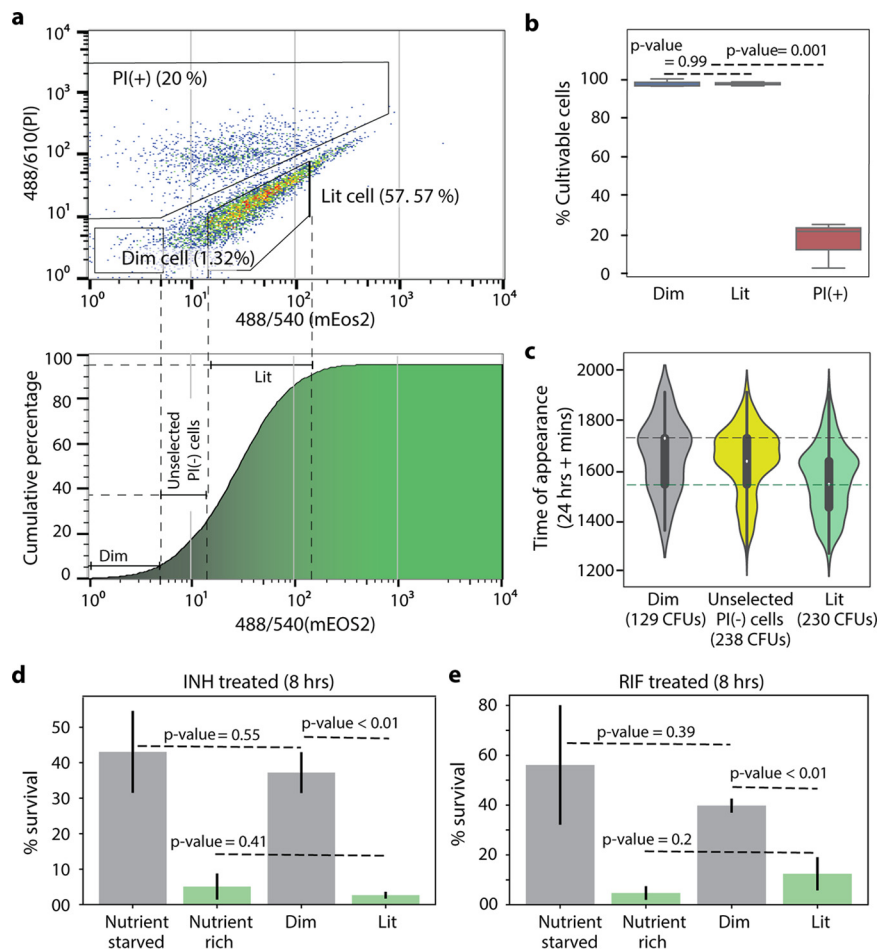 a
10⁴
10³
10²
10¹
10⁰
488/610(PI)
PI(+) (20 %)
Lit cell (57. 57 %)
Dim cell (1.32%)
10⁰
10¹
10²
10³
10⁴
488/540 (mEos2)
100
80
60
40
20
0
Cumulative percentage
Lit
Unselected
PI(-) cells
Dim
10⁰
10¹
10²
10³
10⁴
488/540(mEOS2)
b
p-value
= 0.99
p-value= 0.001
100
80
60
40
20
0
% Cultivable cells
Dim
Lit
PI(+)
c
2000
1800
1600
1400
1200
Time of appearance
(24 hrs + mins)
Dim
(129 CFUs)
Unselected
PI(-) cells
(238 CFUs)
Lit
(230 CFUs)
d
INH treated (8 hrs)
50
40
30
20
10
00
% survival
p-value = 0.55
p-value < 0.01
p-value = 0.41
Nutrient
starved
Nutrient
rich
Dim
Lit
e
RIF treated (8 hrs)
80
60
40
20
00
% survival
p-value = 0.39
p-value < 0.01
p-value = 0.2
Nutrient
starved
Nutrient
rich
Dim
Lit